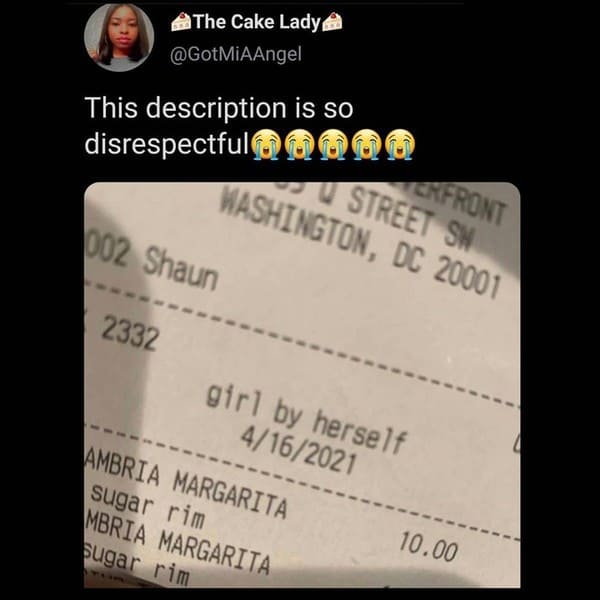 🍰The Cake Lady🍰
@GotMiAAngel
This description is so
disrespectful😭😭😭😭😭
STREET SW
WASHINGTON, DC 20001
002 Shaun
2332
girl by herself
4/16/2021
AMBRIA MARGARITA 10.00
sugar rim
MBRIA MARGARITA
sugar rim